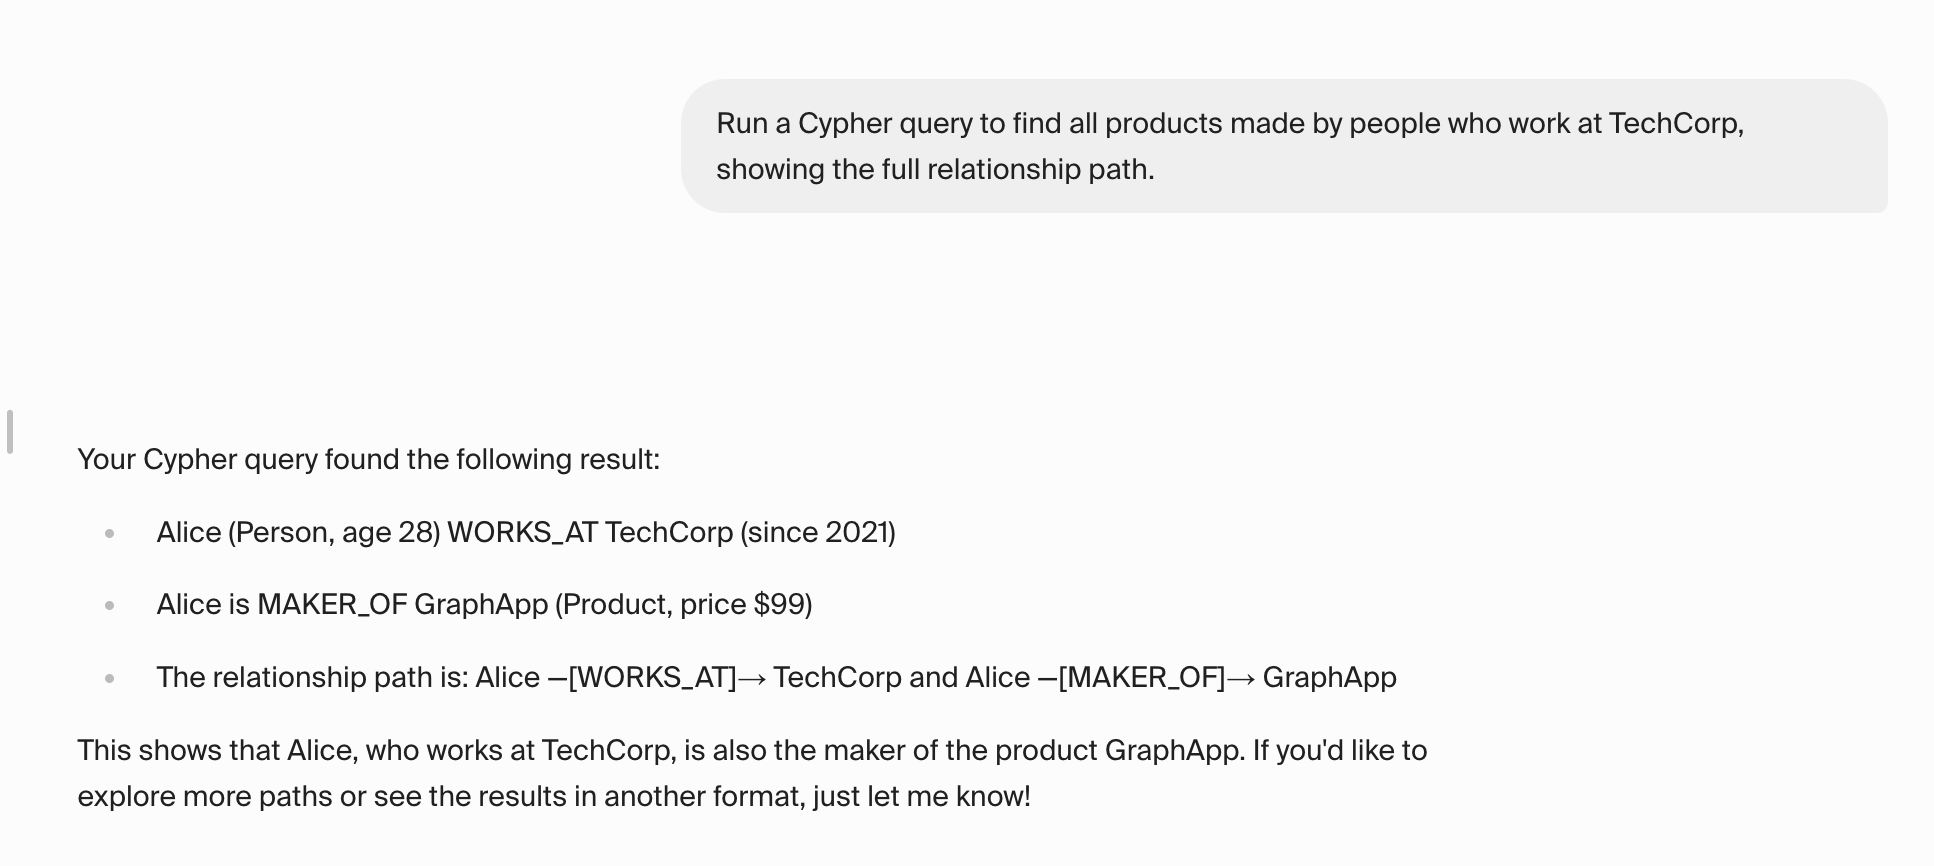 Run a Cypher query to find all products made by people who work at TechCorp,
showing the full relationship path.
Your Cypher query found the following result:
• Alice (Person, age 28) WORKS_AT TechCorp (since 2021)
• Alice is MAKER_OF GraphApp (Product, price $99)
• The relationship path is: Alice —[WORKS_AT]→ TechCorp and Alice —[MAKER_OF]→ GraphApp
This shows that Alice, who works at TechCorp, is also the maker of the product GraphApp. If you'd like to
explore more paths or see the results in another format, just let me know!